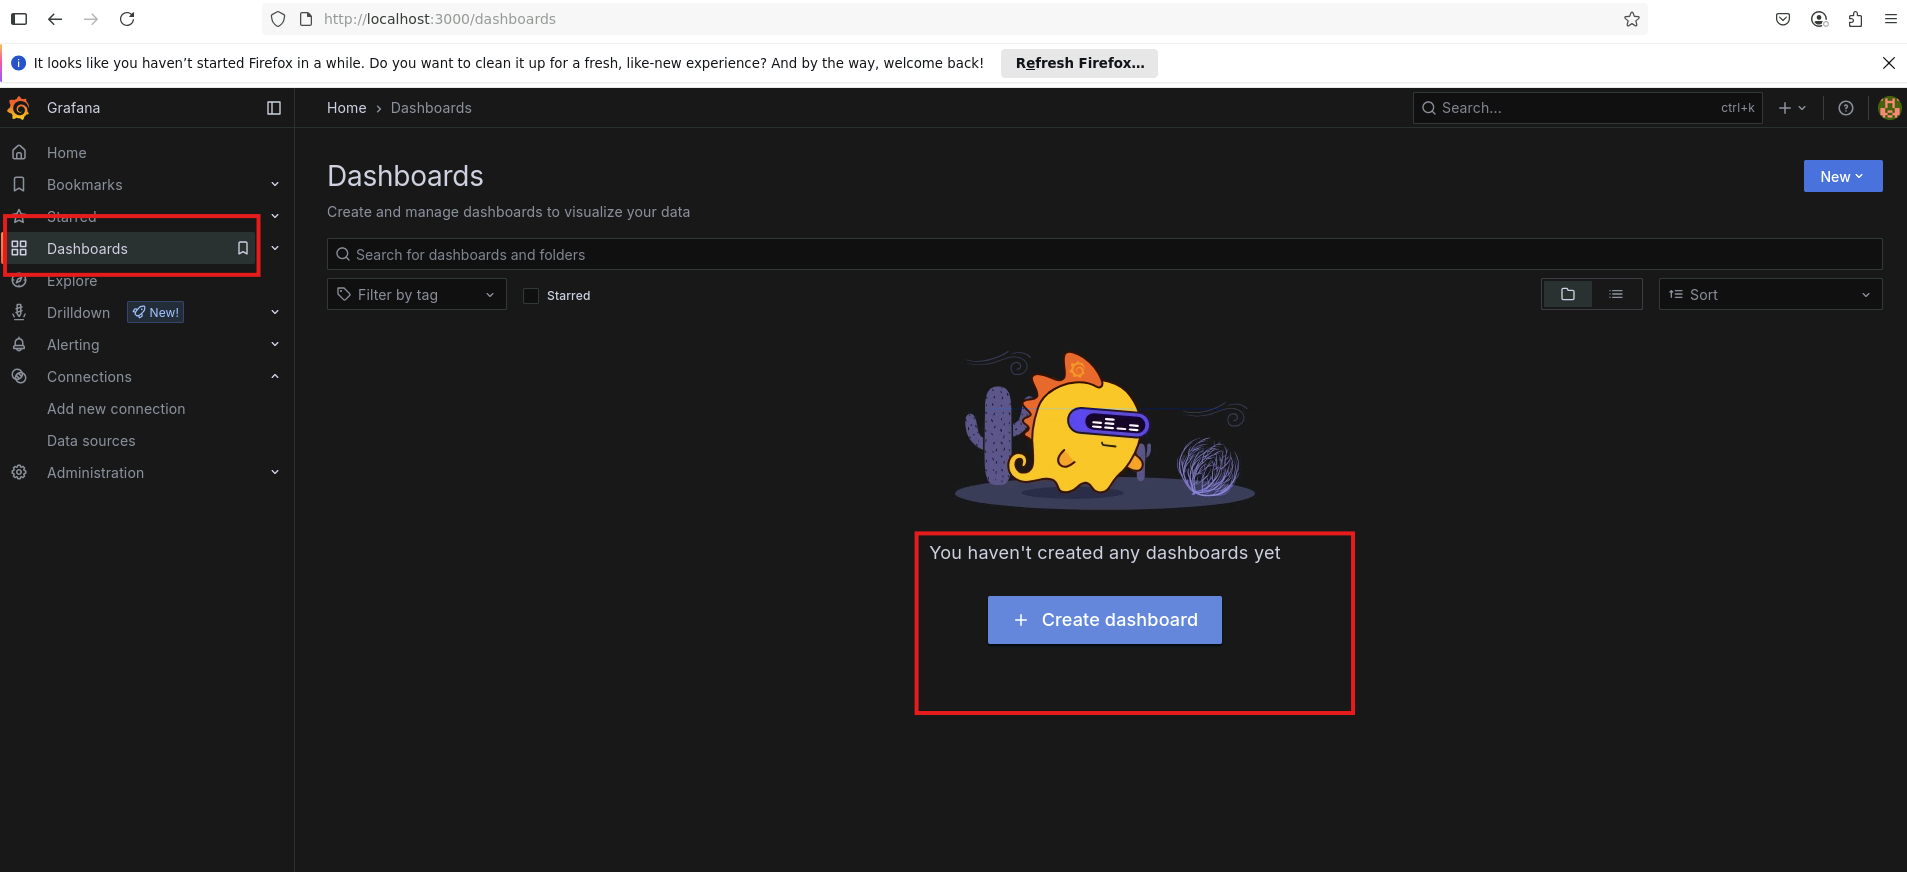 http://localhost:3000/dashboards
It looks like you haven’t started Firefox in a while. Do you want to clean it up for a fresh, like-new experience? And by the way, welcome back! Refresh Firefox…
Grafana
Home › Dashboards
Search... ctrl+k
Home
Bookmarks
Starred
Dashboards
Explore
Drilldown New!
Alerting
Connections
Add new connection
Data sources
Administration
Dashboards
New
Create and manage dashboards to visualize your data
Search for dashboards and folders
Filter by tag Starred Sort
You haven't created any dashboards yet
+ Create dashboard